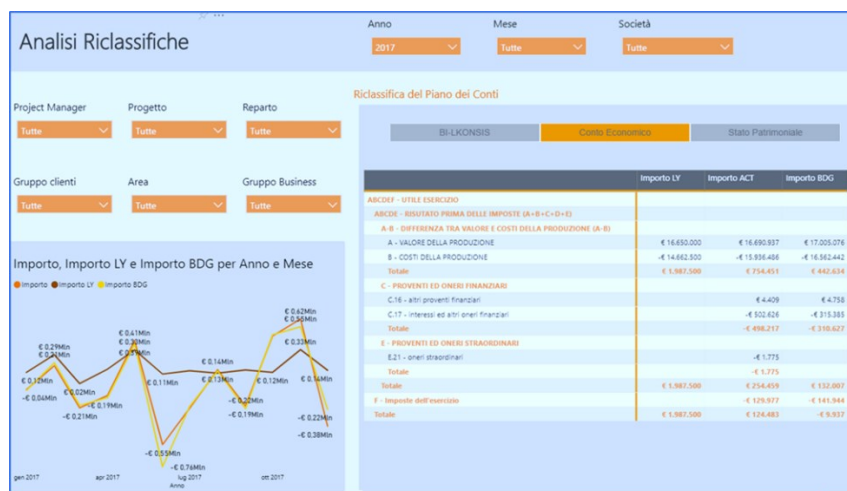 Analisi Riclassifiche
Anno
Mese
Società
2017
Tutte
Tutte
Project Manager
Progetto
Reparto
Tutte
Tutte
Tutte
Gruppo clienti
Area
Gruppo Business
Tutte
Tutte
Tutte
Riclassifica del Piano dei Conti
BI-LKONSIS
Conto Economico
Stato Patrimoniale
Importo LY Importo ACT Importo BDG
ABCDEF - UTILE ESERCIZIO
ABCDE - RISUTATO PRIMA DELLE IMPOSTE (A+B+C+D+E)
A-B - DIFFERENZA TRA VALORE E COSTI DELLA PRODUZIONE (A-B)
A - VALORE DELLA PRODUZIONE € 16.650.000 € 16.690.937 € 17.005.076
B - COSTI DELLA PRODUZIONE -€ 14.662.500 -€ 15.936.486 -€ 16.562.442
Totale € 1.987.500 € 754.451 € 442.634
C - PROVENTI ED ONERI FINANZIARI
C.16 - altri proventi finanziari € 4.409 € 4.758
C.17 - interessi ed altri oneri finanziari -€ 502.626 -€ 315.385
Totale -€ 498.217 -€ 310.627
E - PROVENTI ED ONERI STRAORDINARI
E.21 - oneri straordinari -€ 1.775
Totale -€ 1.775
Totale € 1.987.500 € 254.459 € 132.007
F - Imposte dell'esercizio -€ 129.977 -€ 141.944
Totale € 1.987.500 € 124.483 -€ 9.937
Importo, Importo LY e Importo BDG per Anno e Mese
Importo Importo LY Importo BDG
€ 0,62Mln
€ 0,41Mln
€ 0,33Mln
€ 0,29Mln
€ 0,14Mln
€ 0,02Mln
€ 0,11Mln
€ 0,13Mln
€ 0,12Mln
-€ 0,04Mln
-€ 0,21Mln
-€ 0,19Mln
-€ 0,19Mln
-€ 0,22Mln
-€ 0,38Mln
-€ 0,55Mln
-€ 0,76Mln
gen 2017 apr 2017 lug 2017 ott 2017
Anno